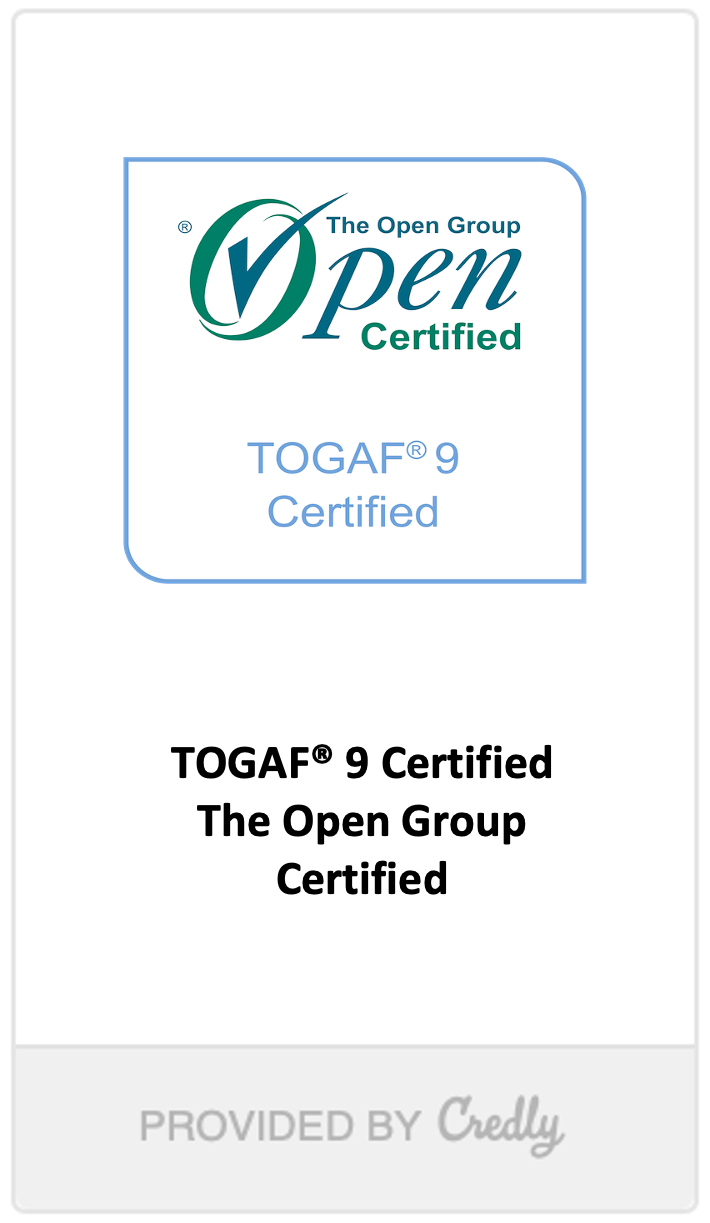 ®
The Open Group
Open
Certified
TOGAF® 9
Certified
TOGAF® 9 Certified
The Open Group
Certified
PROVIDED BY Credly